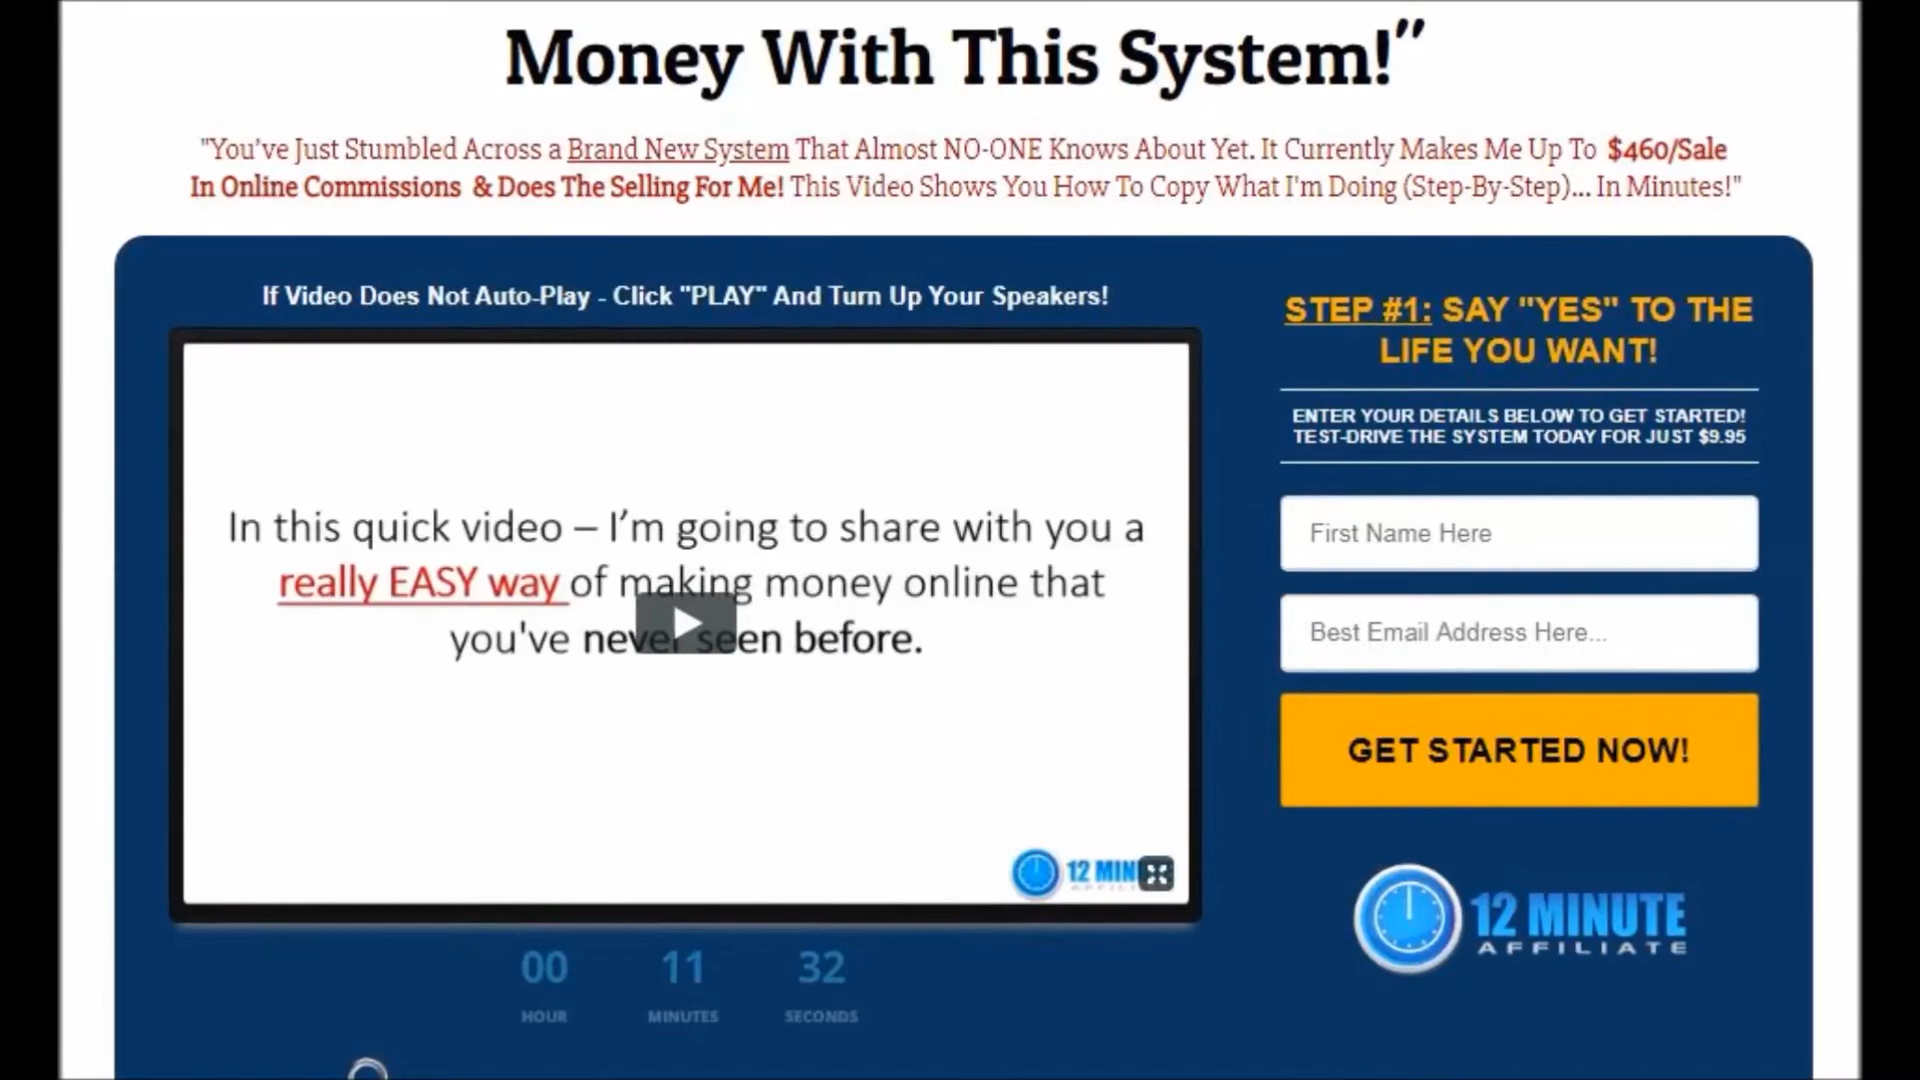 Money With This System!"
"You've Just Stumbled Across a Brand New System That Almost NO-ONE Knows About Yet. It Currently Makes Me Up To $460/Sale
In Online Commissions & Does The Selling For Me! This Video Shows You How To Copy What I'm Doing (Step-By-Step)... In Minutes!"
If Video Does Not Auto-Play - Click "PLAY" And Turn Up Your Speakers!
In this quick video – I'm going to share with you a
really EASY way of making money online that
you've never seen before.
12 MIN
00 11 32
HOUR MINUTES SECONDS
STEP #1: SAY "YES" TO THE
LIFE YOU WANT!
ENTER YOUR DETAILS BELOW TO GET STARTED!
TEST-DRIVE THE SYSTEM TODAY FOR JUST $9.95
First Name Here
Best Email Address Here...
GET STARTED NOW!
12 MINUTE
AFFILIATE